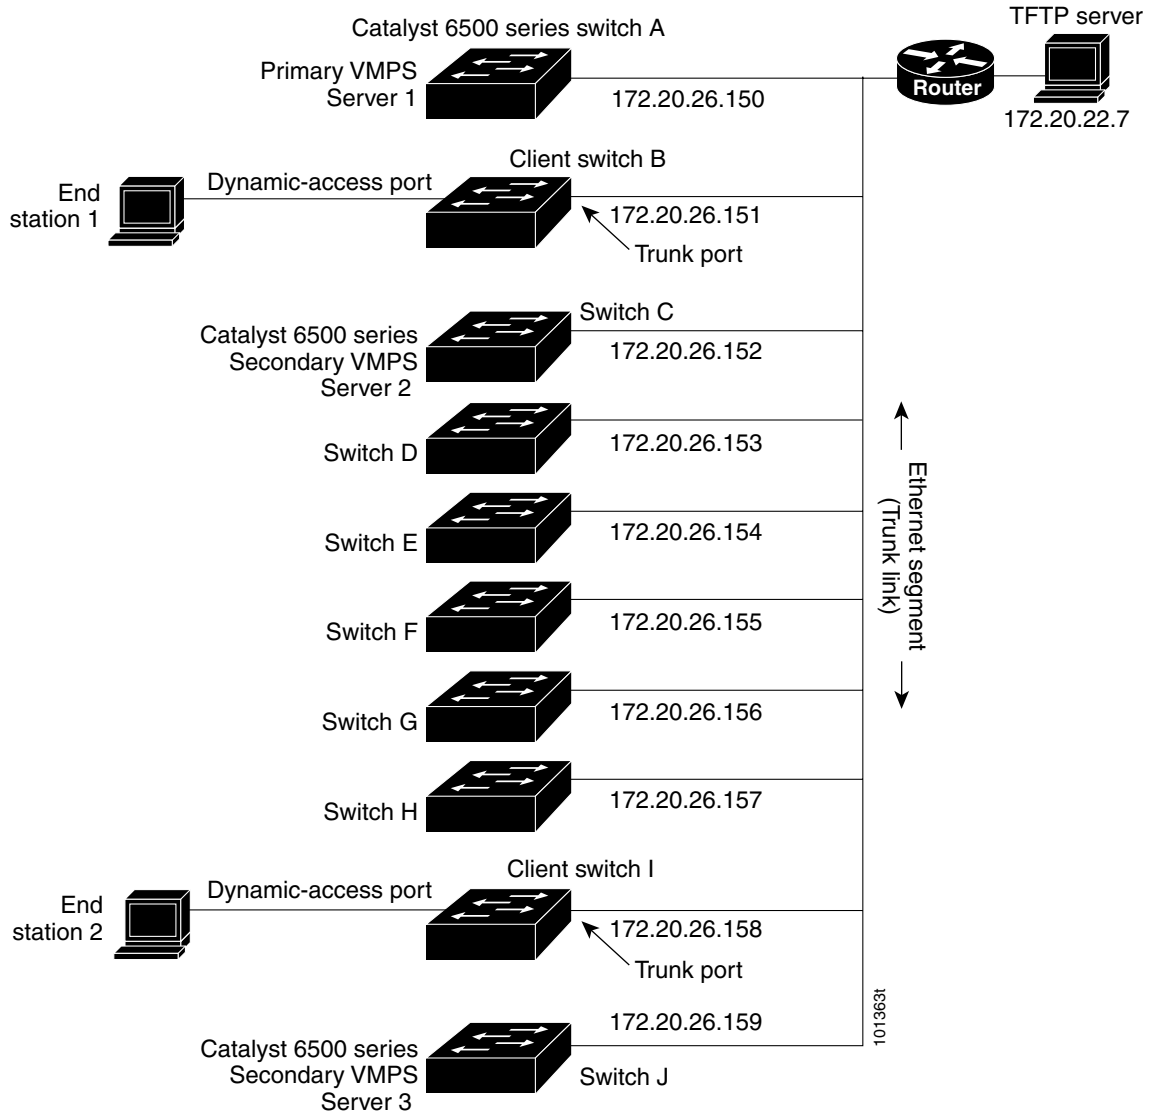 TFTP server
Catalyst 6500 series switch A
Primary VMPS
Server 1
172.20.26.150
Router
172.20.22.7
Client switch B
Dynamic-access port
End
station 1
172.20.26.151
Trunk port
Switch C
Catalyst 6500 series
Secondary VMPS
Server 2
172.20.26.152
Switch D
172.20.26.153
Switch E
172.20.26.154
Ethernet segment
(Trunk link)
Switch F
172.20.26.155
Switch G
172.20.26.156
Switch H
172.20.26.157
Client switch I
Dynamic-access port
End
station 2
172.20.26.158
Trunk port
172.20.26.159
101363t
Catalyst 6500 series
Secondary VMPS
Server 3
Switch J